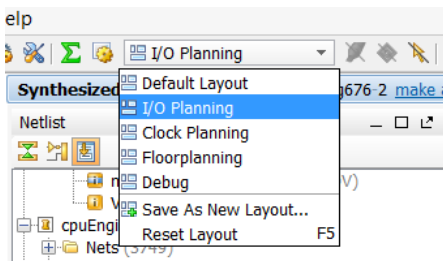 elp
I/O Planning
Default Layout
Synthesized g676-2 make a
I/O Planning
Netlist
Clock Planning
Floorplanning
Debug V)
Save As New Layout...
cpuEngi
Reset Layout F5
Nets (3749)